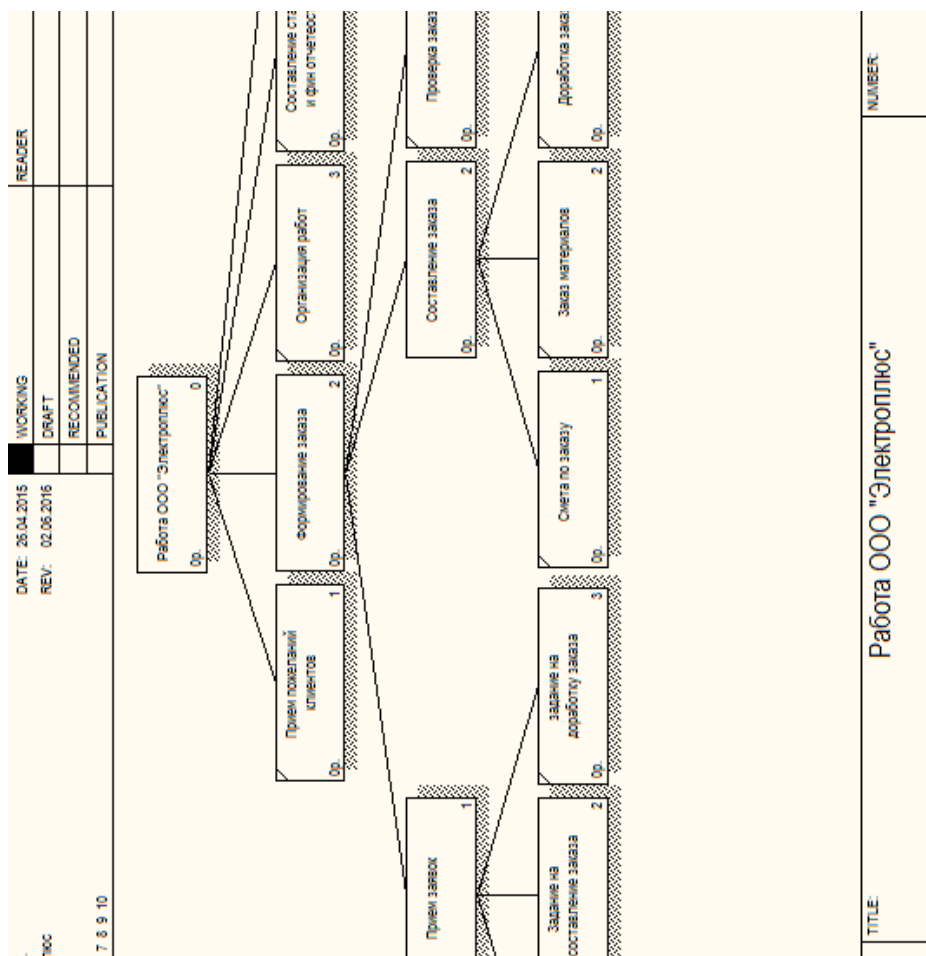 DATE: 26.04.2015
REV: 02.06.2016
WORKING
READER
DRAFT
RECOMMENDED
PUBLICATION
7 8 9 10
Работа ООО "Электроплюс"
0р.
0
Прием пожеланий
клиентов
0р.
1
Формирование заказа
0р.
2
Организация работ
0р.
3
Составление ста
и фин отчетеост
0р.
Прием заявок
1
Составление заказа
0р.
2
Проверка заказ
0р.
Задание на
составление заказа
2
задание на
доработку заказа
0р.
3
Смета по заказу
0р.
1
Заказ материалов
0р.
2
Доработка зака
0р.
TITLE:
Работа ООО "Электроплюс"
NUMBER: